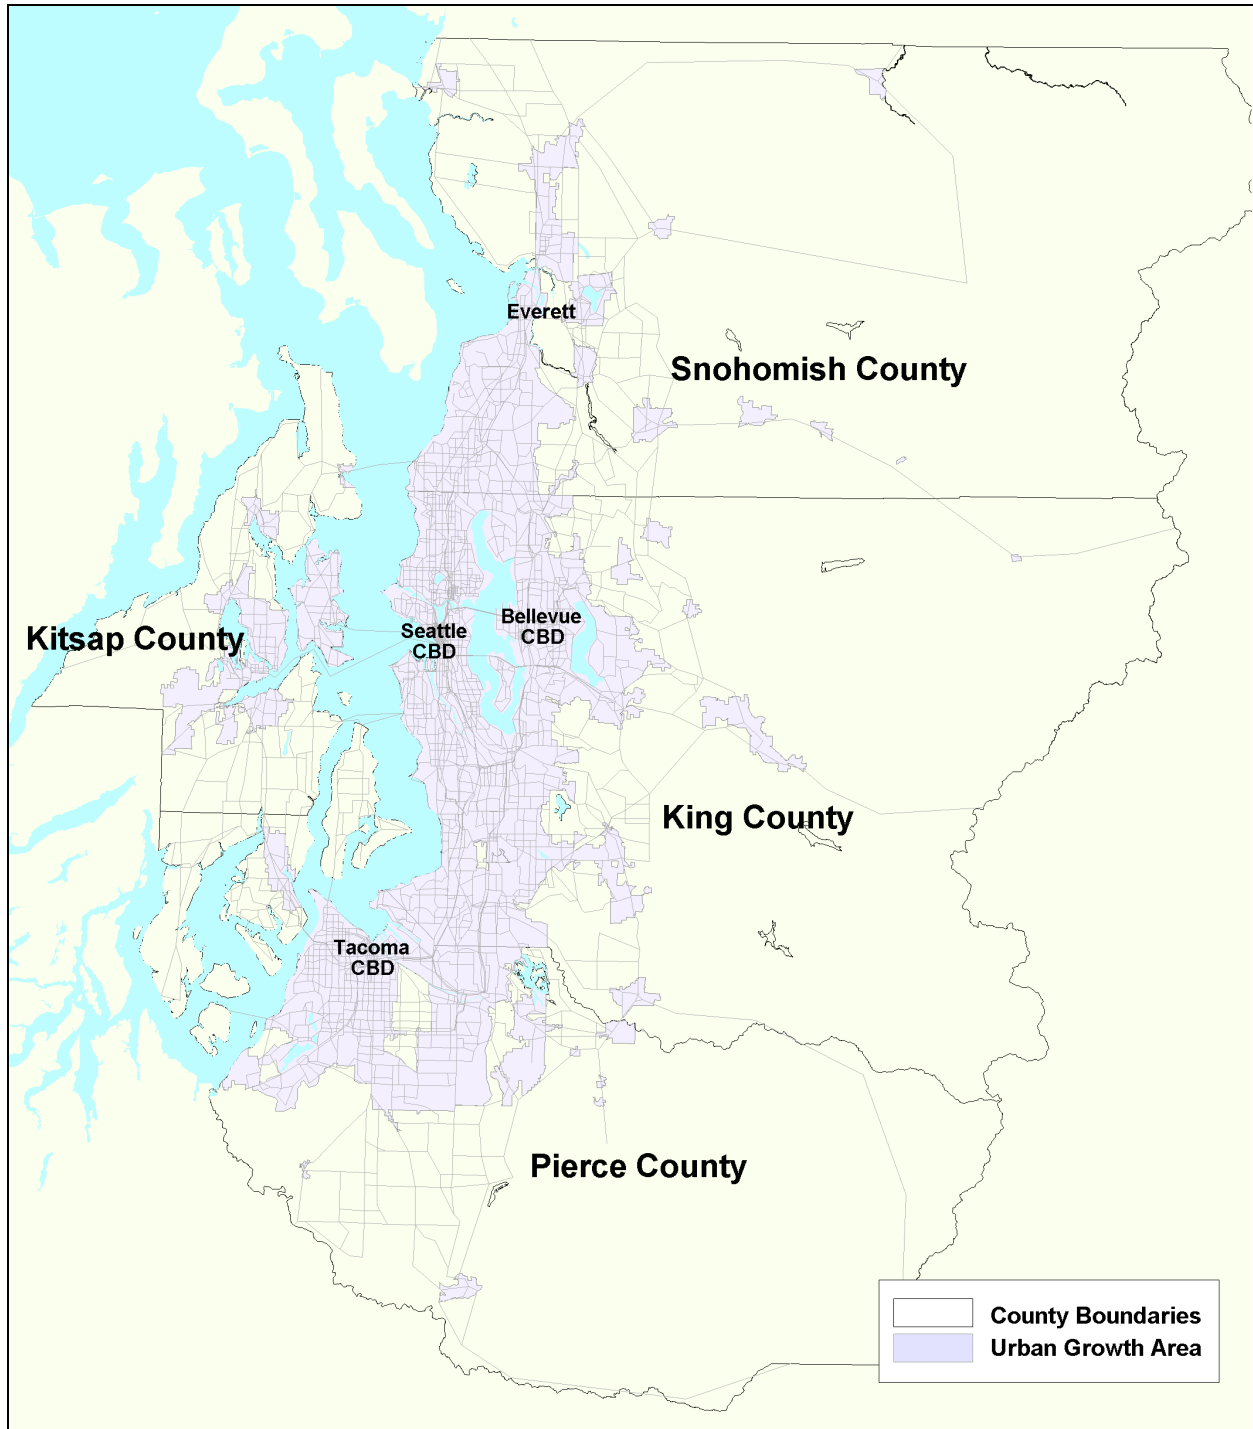 Everett
Snohomish County
Bellevue
CBD
Seattle
CBD
Kitsap County
King County
Tacoma
CBD
Pierce County
County Boundaries
Urban Growth Area